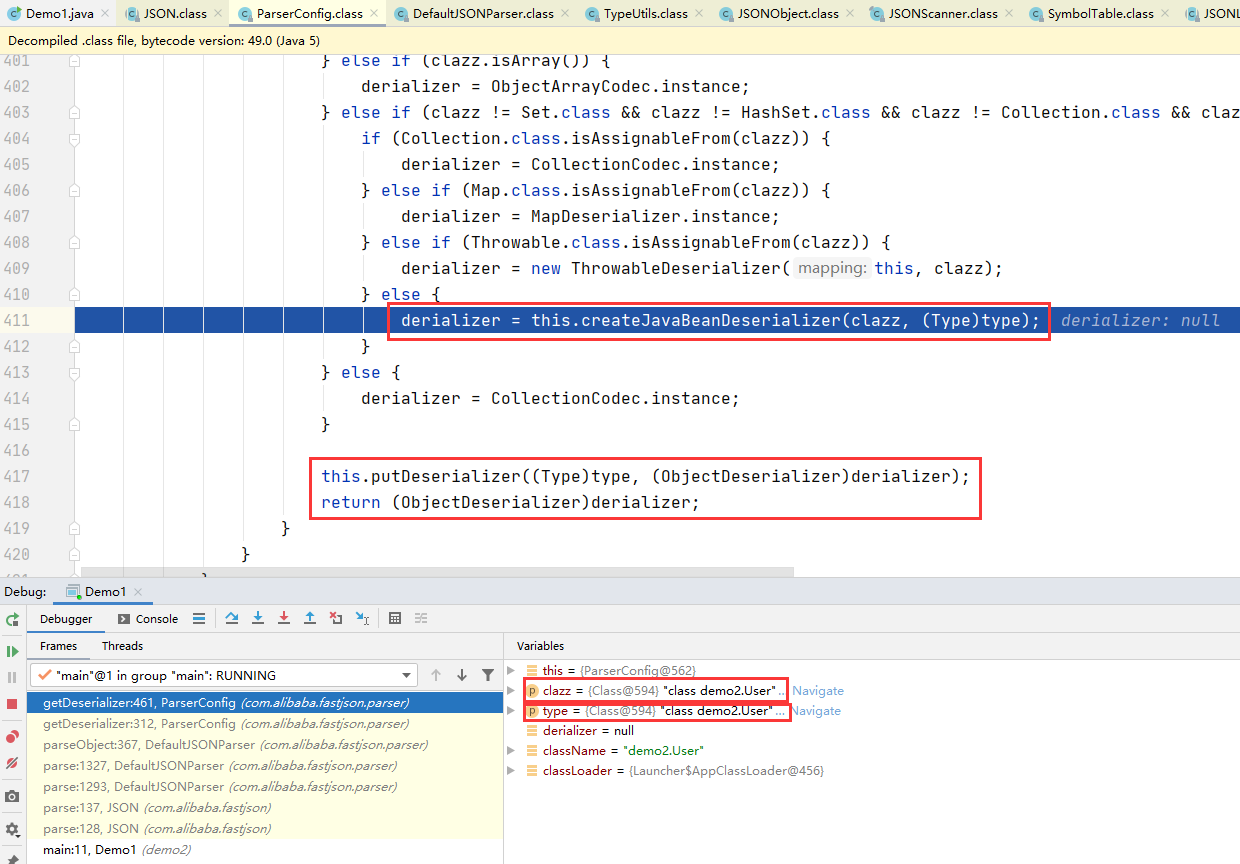 Demo1.java JSON.class ParserConfig.class DefaultJSONParser.class TypeUtils.class JSONObject.class JSONScanner.class SymbolTable.class JSONL
Decompiled .class file, bytecode version: 49.0 (Java 5)
401 } else if (clazz.isArray()) {
402 derializer = ObjectArrayCodec.instance;
403 } else if (clazz != Set.class && clazz != HashSet.class && clazz != Collection.class && claz
404 if (Collection.class.isAssignableFrom(clazz)) {
405 derializer = CollectionCodec.instance;
406 } else if (Map.class.isAssignableFrom(clazz)) {
407 derializer = MapDeserializer.instance;
408 } else if (Throwable.class.isAssignableFrom(clazz)) {
409 derializer = new ThrowableDeserializer( mapping: this, clazz);
410 } else {
411 derializer = this.createJavaBeanDeserializer(clazz, (Type)type); derializer: null
412 }
413 } else {
414 derializer = CollectionCodec.instance;
415 }
416
417 this.putDeserializer((Type)type, (ObjectDeserializer)derializer);
418 return (ObjectDeserializer)derializer;
419 }
420 }
Debug: Demo1
Debugger Console
Frames Threads
"main"@1 in group "main": RUNNING
getDeserializer:461, ParserConfig (com.alibaba.fastjson.parser)
getDeserializer:312, ParserConfig (com.alibaba.fastjson.parser)
parseObject:367, DefaultJSONParser (com.alibaba.fastjson.parser)
parse:1327, DefaultJSONParser (com.alibaba.fastjson.parser)
parse:1293, DefaultJSONParser (com.alibaba.fastjson.parser)
parse:137, JSON (com.alibaba.fastjson)
parse:128, JSON (com.alibaba.fastjson)
main:11, Demo1 (demo2)
Variables
this = {ParserConfig@562}
clazz = {Class@594} "class demo2.User" ... Navigate
type = {Class@594} "class demo2.User" ... Navigate
derializer = null
className = "demo2.User"
classLoader = {Launcher$AppClassLoader@456}